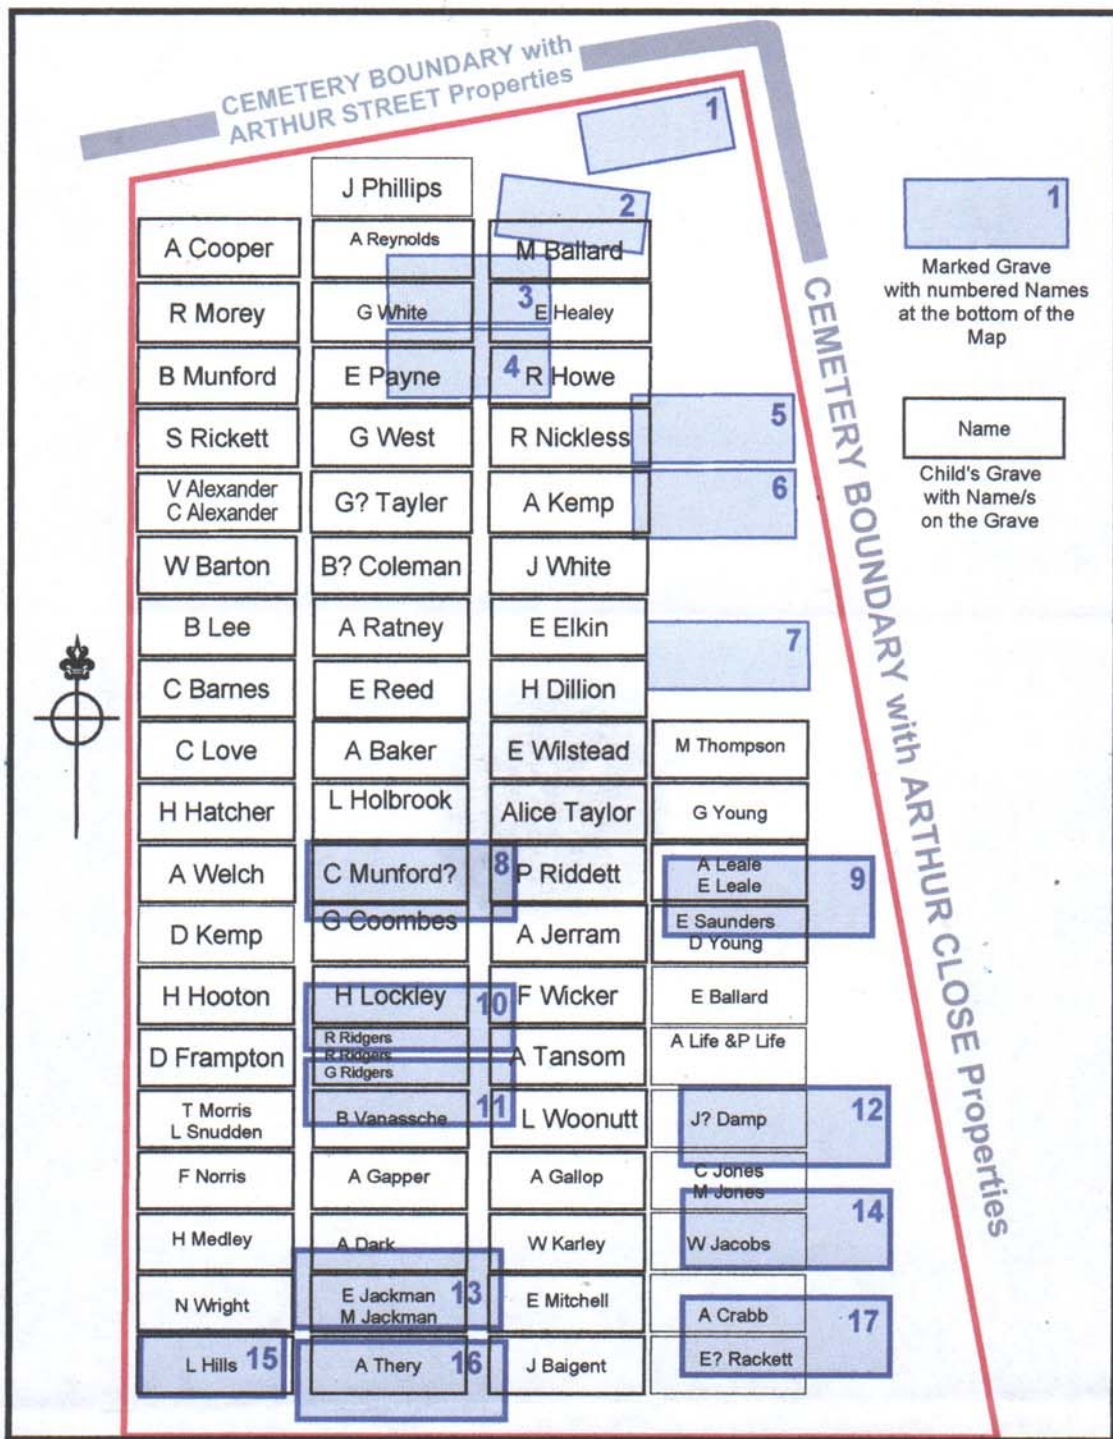 CEMETERY BOUNDARY with
ARTHUR STREET Properties
1
J Phillips
2
1
Marked Grave
with numbered Names
at the bottom of the
Map
A Cooper
A Reynolds
M Ballard
R Morey
G White
3
E Healey
B Munford
E Payne
4
R Howe
Name
Child's Grave
with Name/s
on the Grave
S Rickett
G West
R Nickless
5
V Alexander
C Alexander
G? Tayler
A Kemp
6
W Barton
B? Coleman
J White
B Lee
A Ratney
E Elkin
7
C Barnes
E Reed
H Dillion
CEMETERY BOUNDARY with ARTHUR CLOSE Properties
C Love
A Baker
E Wilstead
M Thompson
H Hatcher
L Holbrook
Alice Taylor
G Young
A Welch
C Munford?
8
P Riddett
A Leale
E Leale
9
D Kemp
G Coombes
A Jerram
E Saunders
D Young
H Hooton
H Lockley
10
F Wicker
E Ballard
D Frampton
R Ridgers
R Ridgers
G Ridgers
A Tansom
A Life &P Life
T Morris
L Snudden
B Vanassche
11
L Woonutt
J? Damp
12
F Norris
A Gapper
A Gallop
C Jones
M Jones
H Medley
A Dark
W Karley
W Jacobs
14
N Wright
E Jackman
M Jackman
13
E Mitchell
A Crabb
17
L Hills
15
A Thery
16
J Baigent
E? Rackett